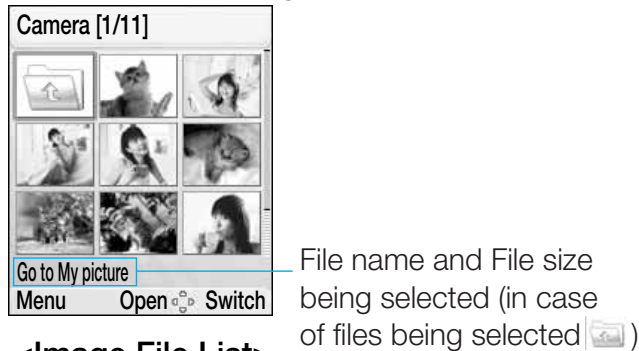 Camera [1/11]
Go to My picture
Menu Open Switch
File name and File size
being selected (in case
of files being selected )
<Image File List>